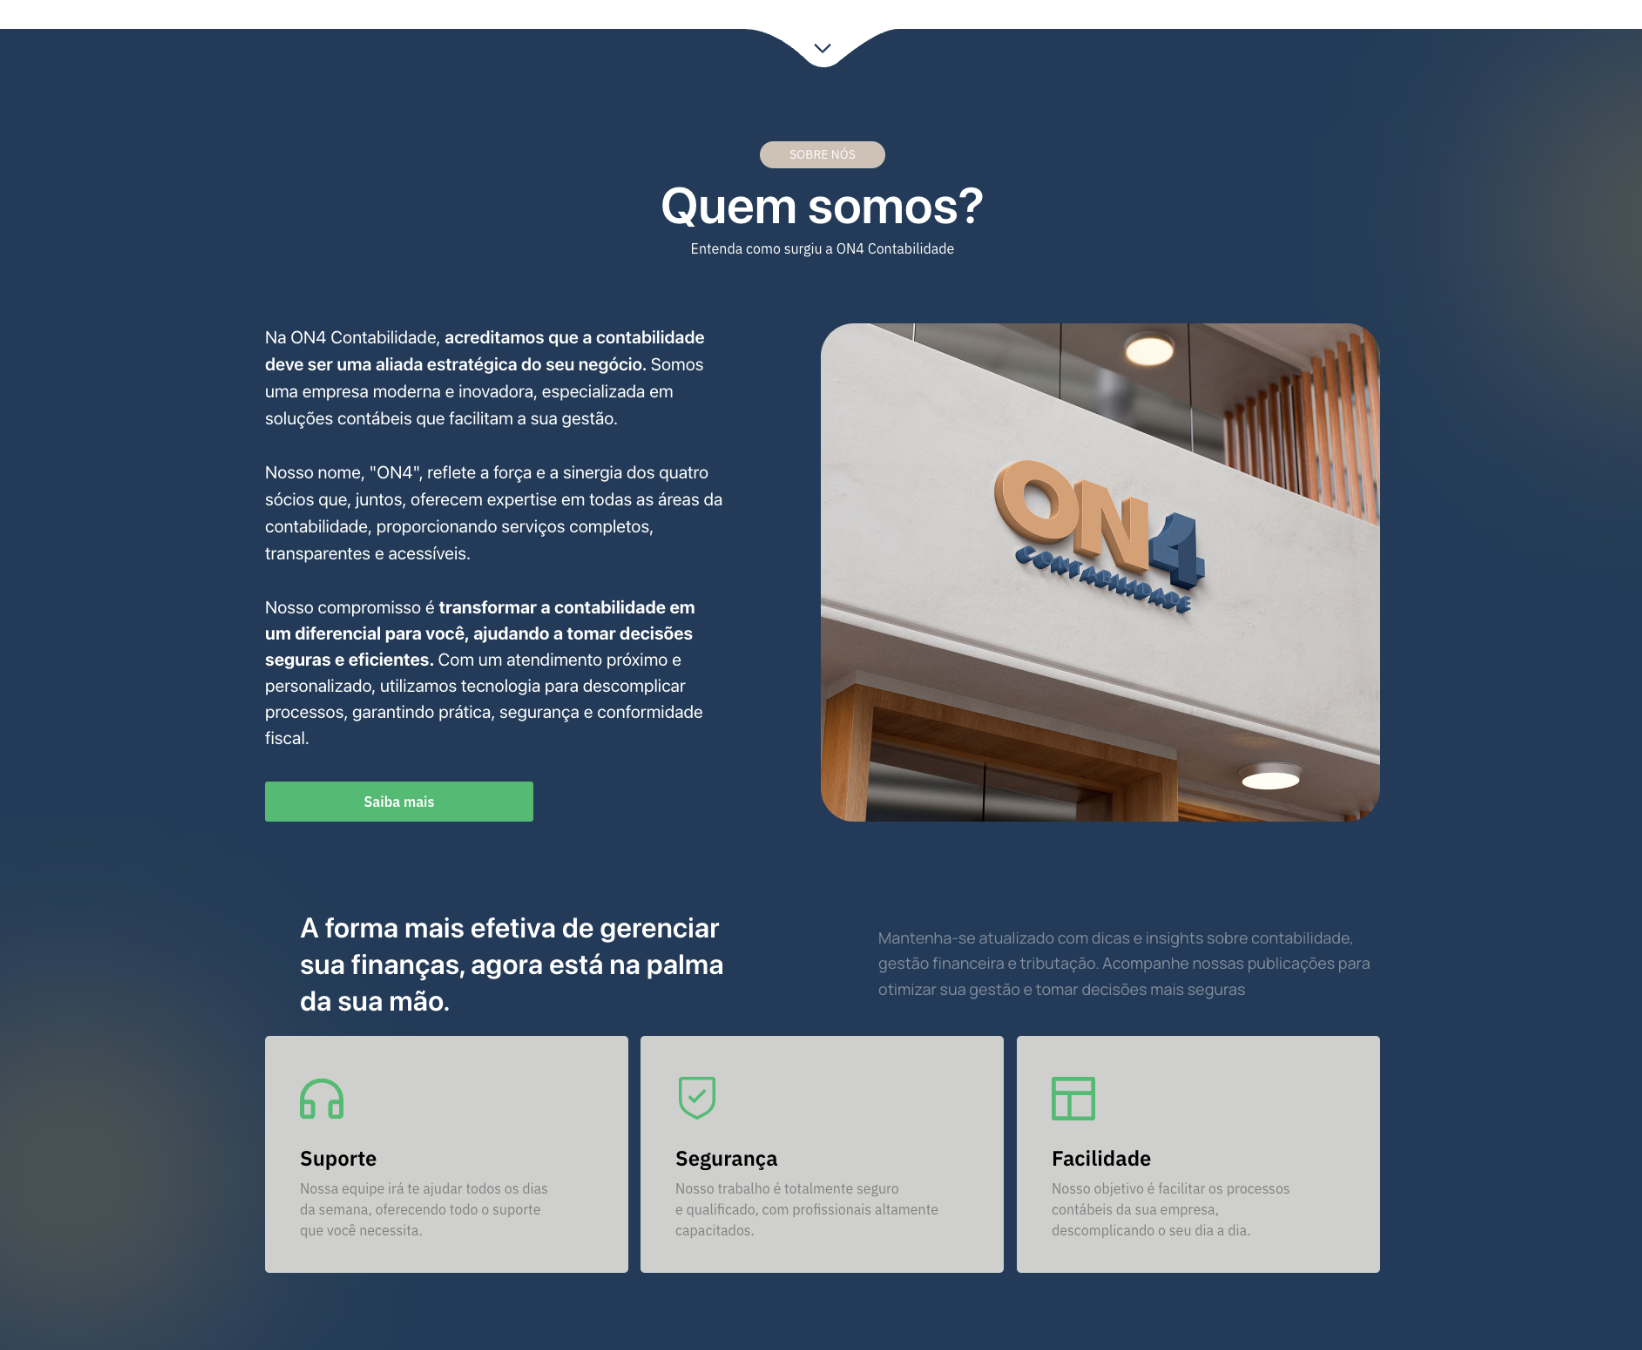 SOBRE NÓS
Quem somos?
Entenda como surgiu a ON4 Contabilidade
Na ON4 Contabilidade, acreditamos que a contabilidade
deve ser uma aliada estratégica do seu negócio. Somos
uma empresa moderna e inovadora, especializada em
soluções contábeis que facilitam a sua gestão.
Nosso nome, "ON4", reflete a força e a sinergia dos quatro
sócios que, juntos, oferecem expertise em todas as áreas da
contabilidade, proporcionando serviços completos,
transparentes e acessíveis.
Nosso compromisso é transformar a contabilidade em
um diferencial para você, ajudando a tomar decisões
seguras e eficientes. Com um atendimento próximo e
personalizado, utilizamos tecnologia para descomplicar
processos, garantindo prática, segurança e conformidade
fiscal.
Saiba mais
ON4
CONTABILIDADE
A forma mais efetiva de gerenciar
sua finanças, agora está na palma
da sua mão.
Mantenha-se atualizado com dicas e insights sobre contabilidade,
gestão financeira e tributação. Acompanhe nossas publicações para
otimizar sua gestão e tomar decisões mais seguras
Suporte
Nossa equipe irá te ajudar todos os dias
da semana, oferecendo todo o suporte
que você necessita.
Segurança
Nosso trabalho é totalmente seguro
e qualificado, com profissionais altamente
capacitados.
Facilidade
Nosso objetivo é facilitar os processos
contábeis da sua empresa,
descomplicando o seu dia a dia.